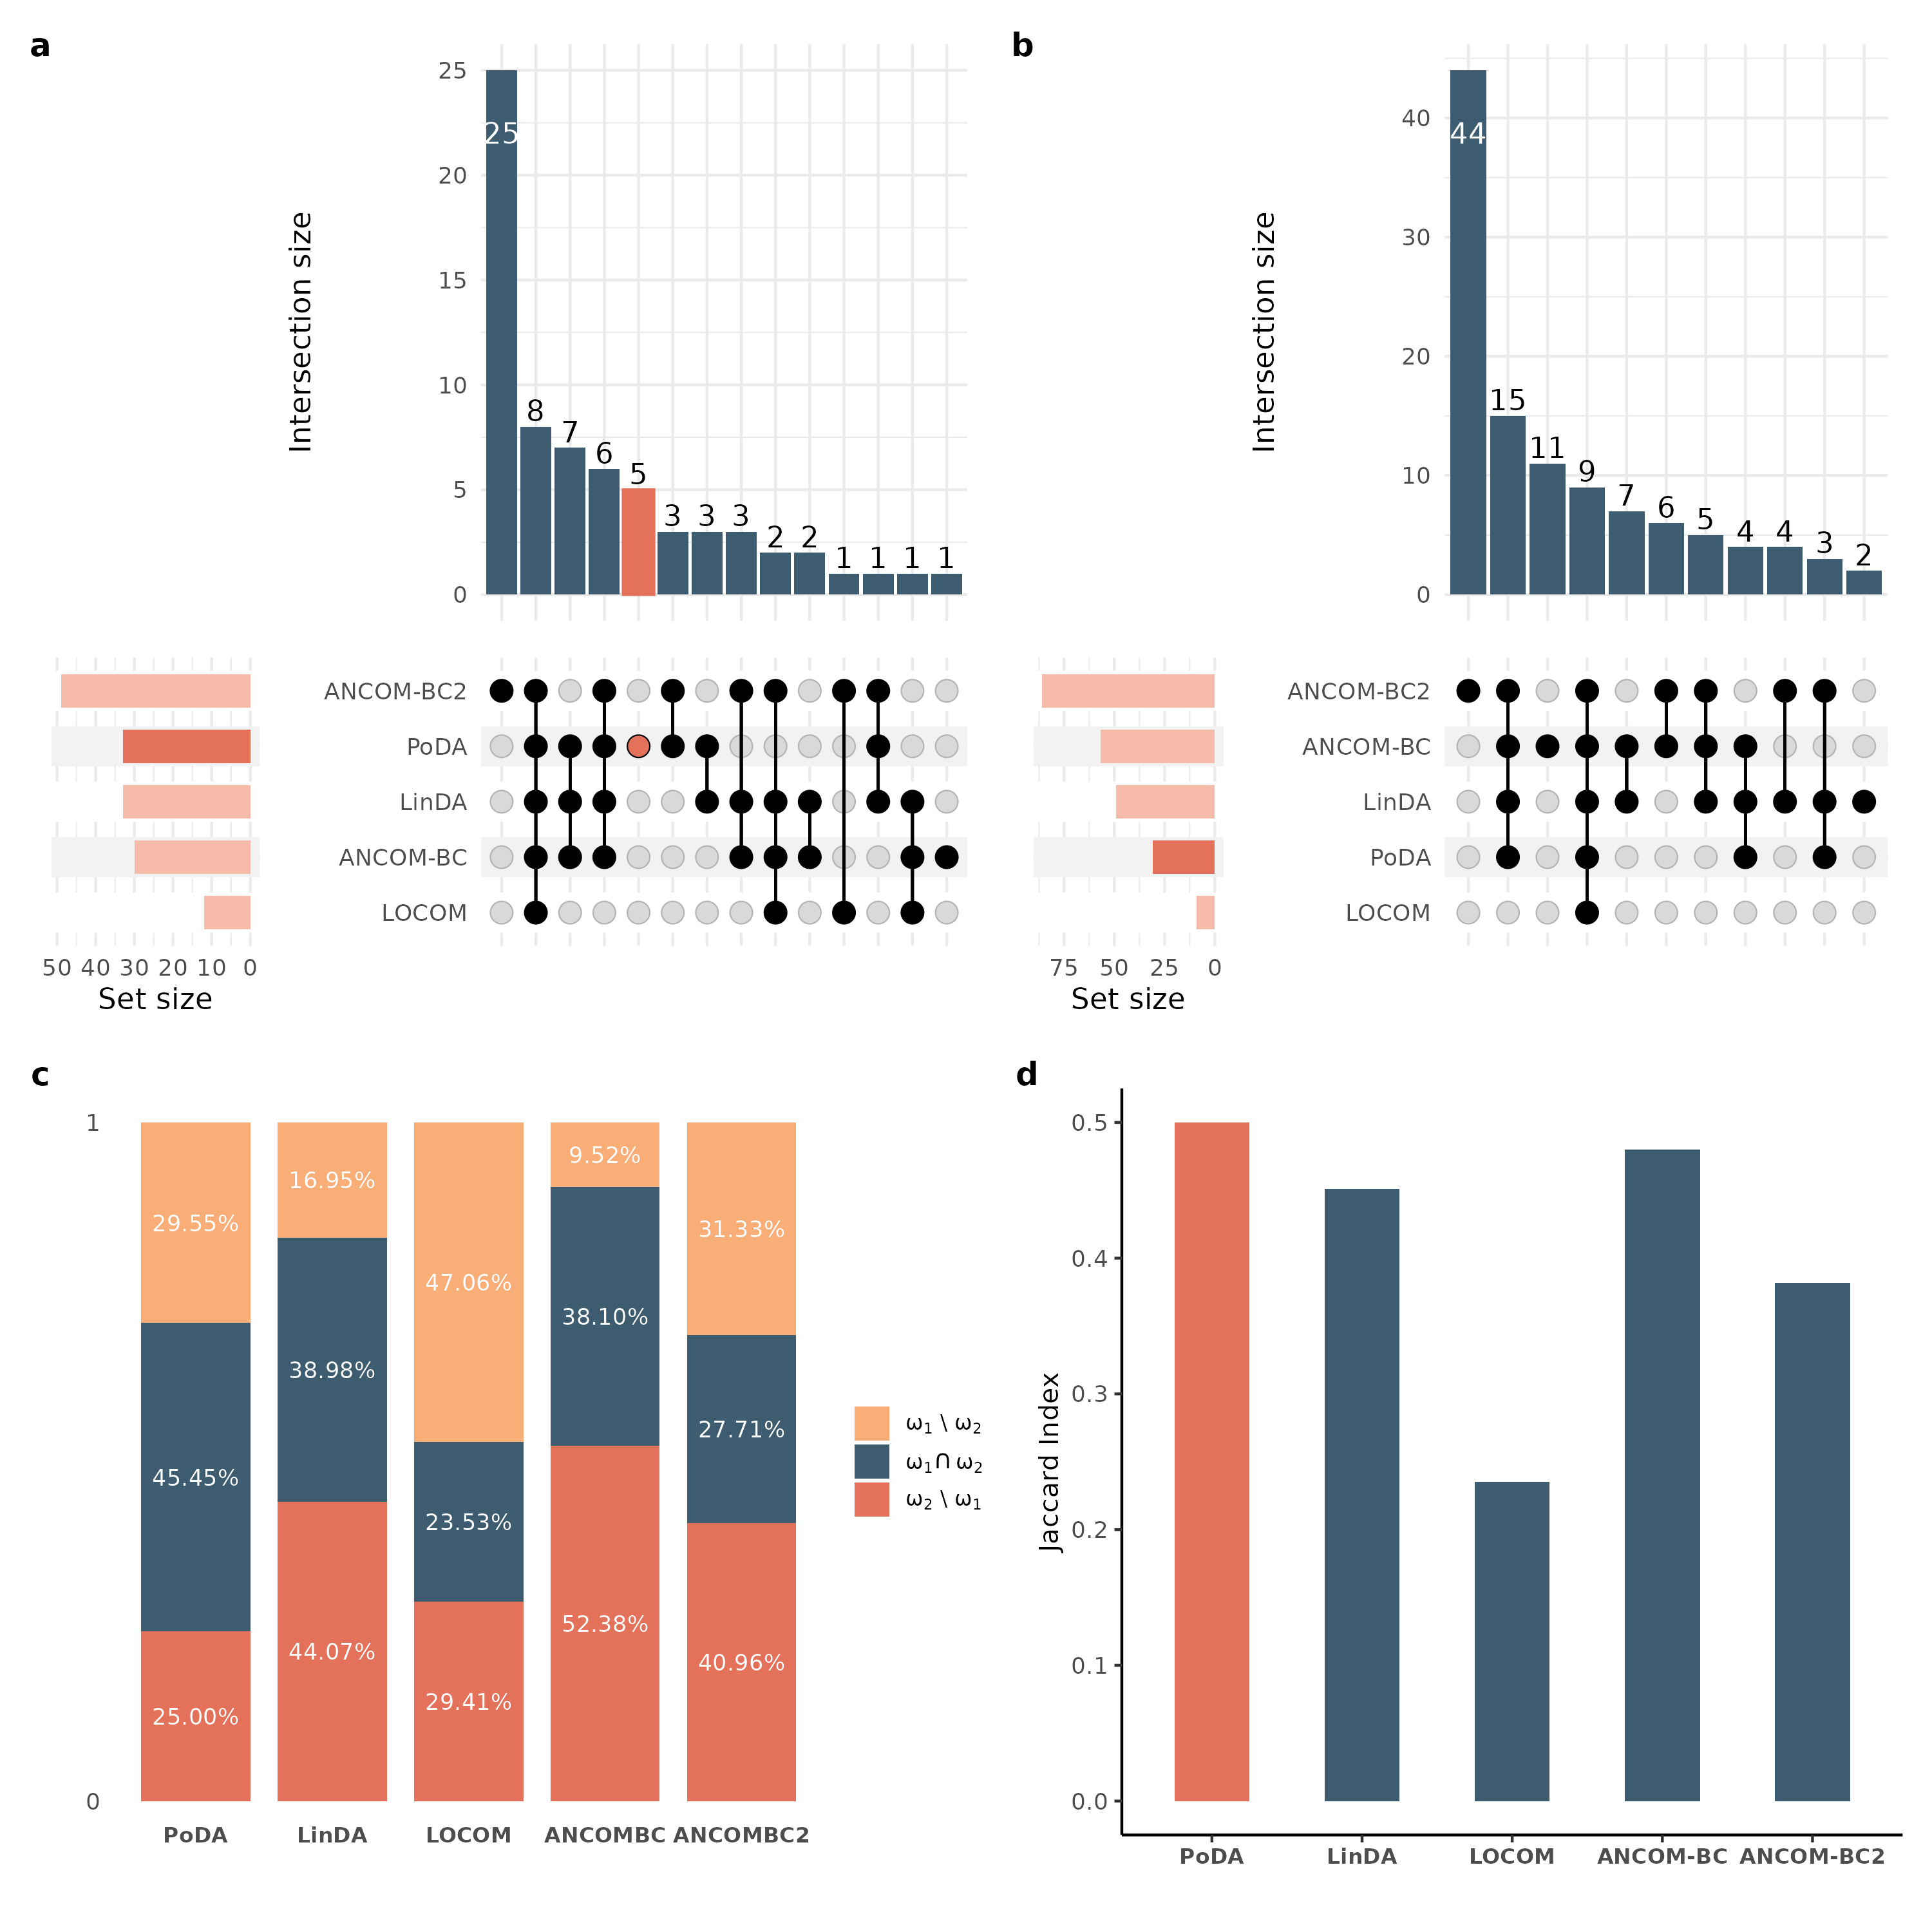 a
25
20
15
10
5
0
Intersection size
25
8
7
6
5
3
3
3
2
2
1
1
1
1
ANCOM-BC2
PoDA
LinDA
ANCOM-BC
LOCOM
50 40 30 20 10 0
Set size
b
40
30
20
10
0
Intersection size
44
15
11
9
7
6
5
4
4
3
2
ANCOM-BC2
ANCOM-BC
LinDA
PoDA
LOCOM
75 50 25 0
Set size
c
1
0
29.55%
45.45%
25.00%
16.95%
38.98%
44.07%
47.06%
23.53%
29.41%
9.52%
38.10%
52.38%
31.33%
27.71%
40.96%
PoDA LinDA LOCOM ANCOMBC ANCOMBC2
ω₁ \ ω₂
ω₁∩ω₂
ω₂ \ ω₁
d
0.5
0.4
0.3
0.2
0.1
0.0
Jaccard Index
PoDA LinDA LOCOM ANCOM-BC ANCOM-BC2